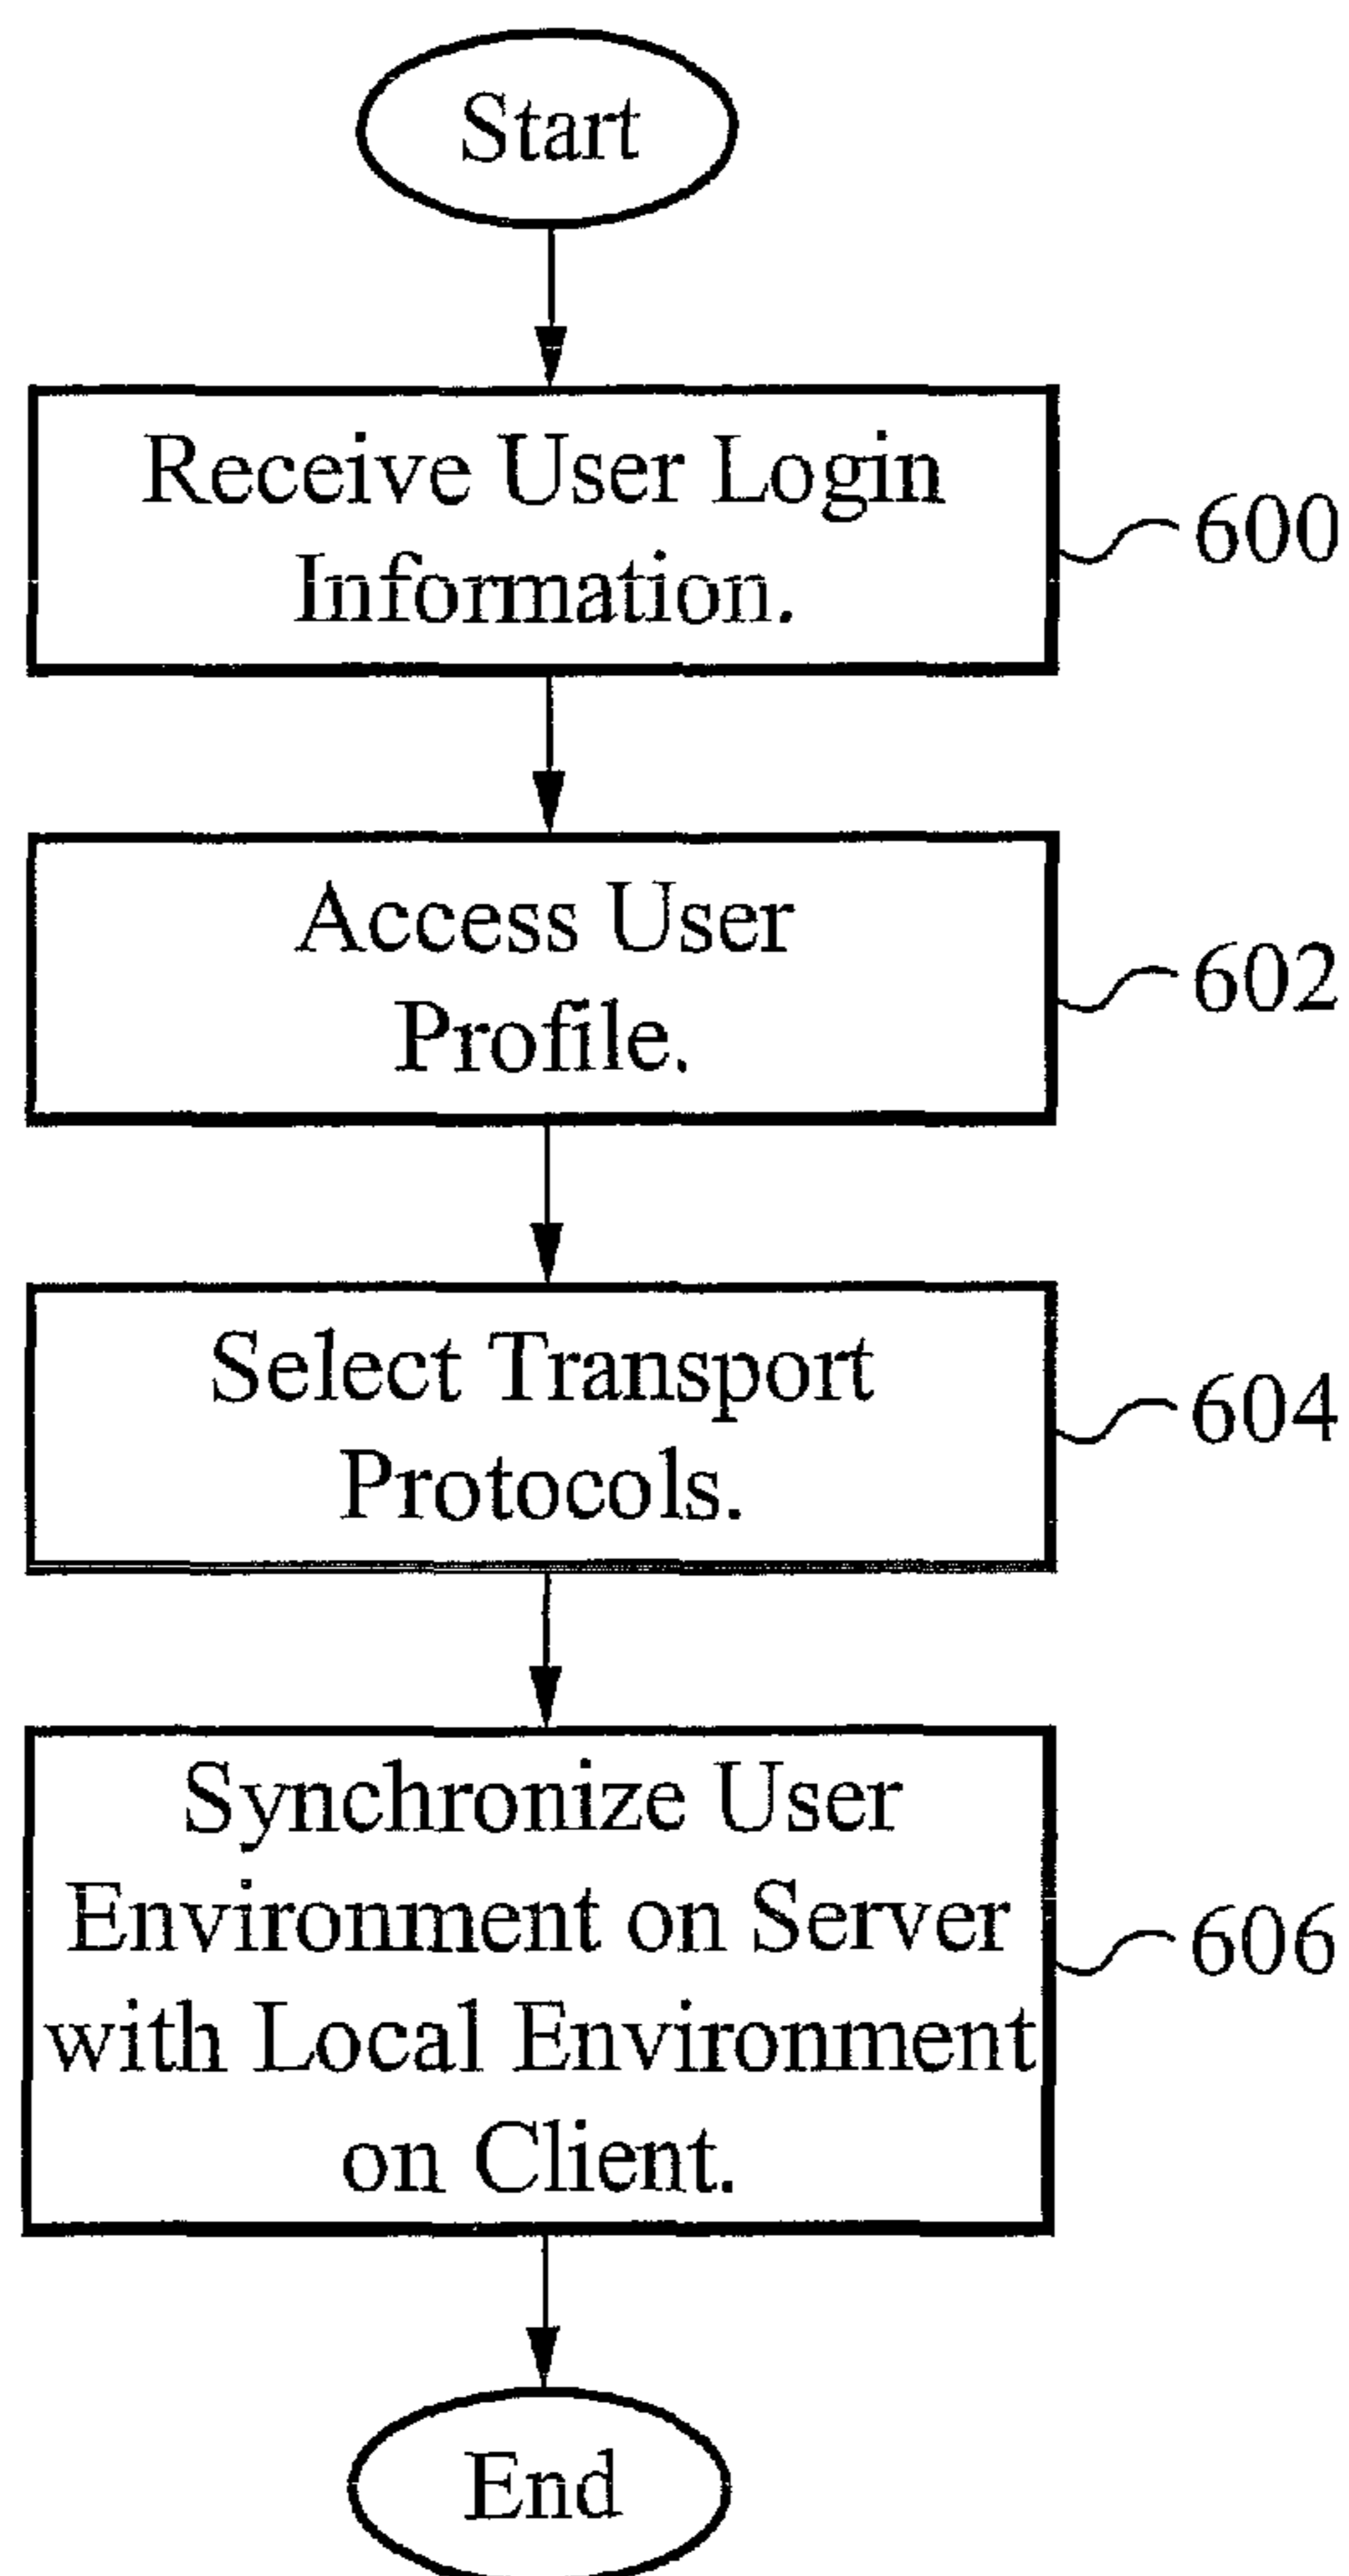 Start
Receive User Login
Information.
600
Access User
Profile.
602
Select Transport
Protocols.
604
Synchronize User
Environment on Server
with Local Environment
on Client.
606
End